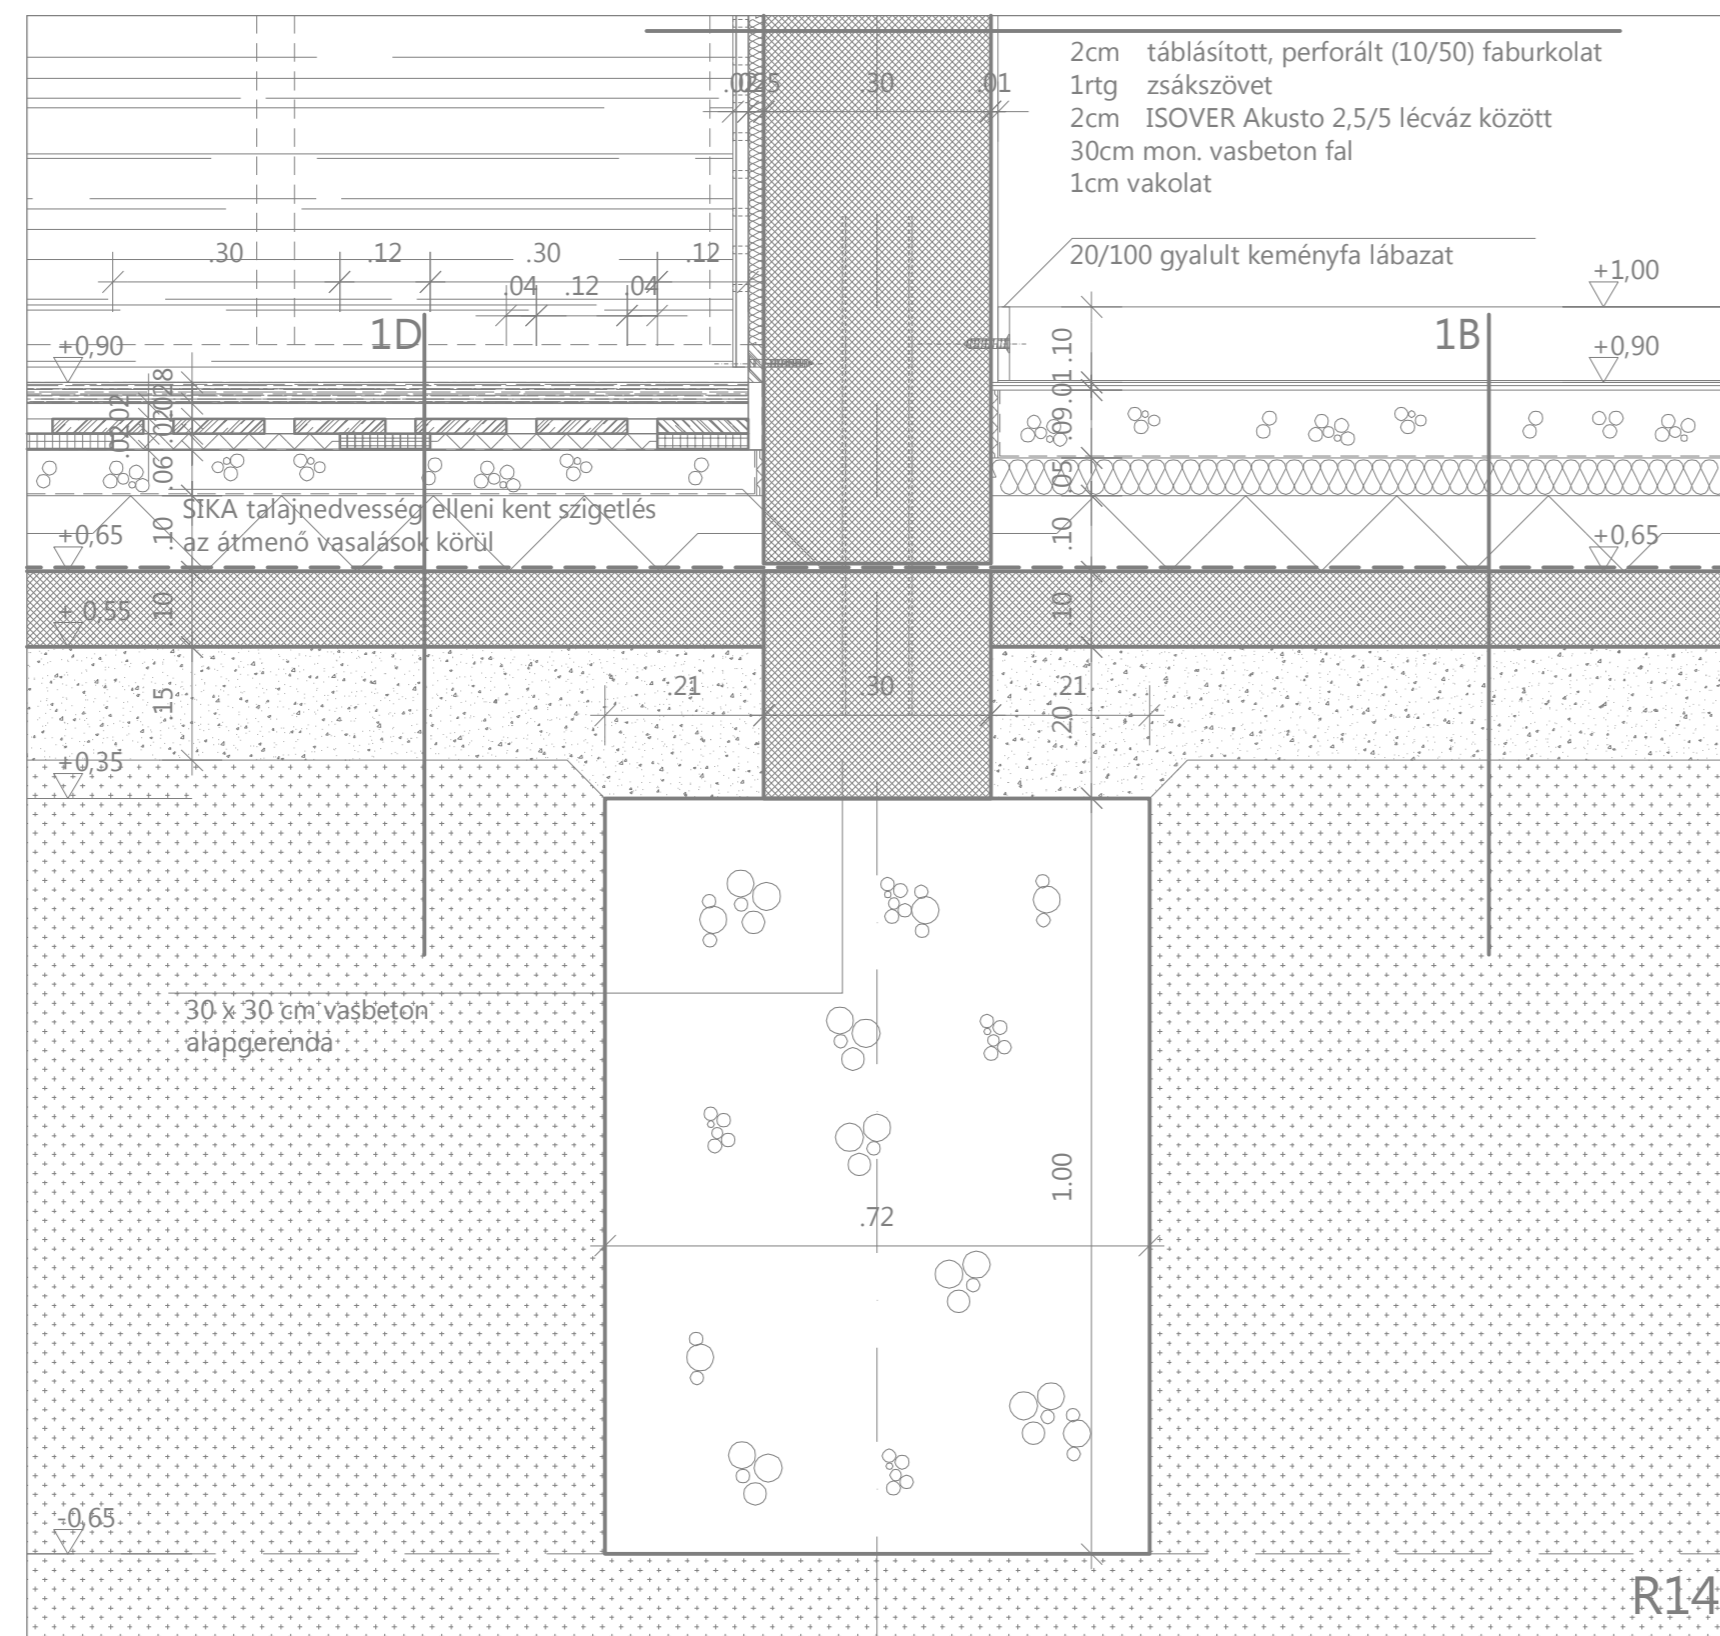 2cm táblásított, perforált (10/50) faburkolat
1rtg zsákszövet
2cm ISOVER Akusto 2,5/5 lécváz között
30cm mon. vasbeton fal
1cm vakolat
.30 .01
20/100 gyalult keményfa lábazat
.30 .12 .30 .12
.04 .12 .04
+1,00
1D
1B
+0,90
+0,90
.10
.01
.09
.05
.10
.10
.20
.06
.10
.10
.15
SIKA talajnedvesség elleni kent szigetlés
az átmenő vasalások körül
+0,65
+0,65
+ 0,55
.21 .30 .21
+0,35
30 x 30 cm vasbeton
alapgerenda
1.00
.72
-0,65
R14